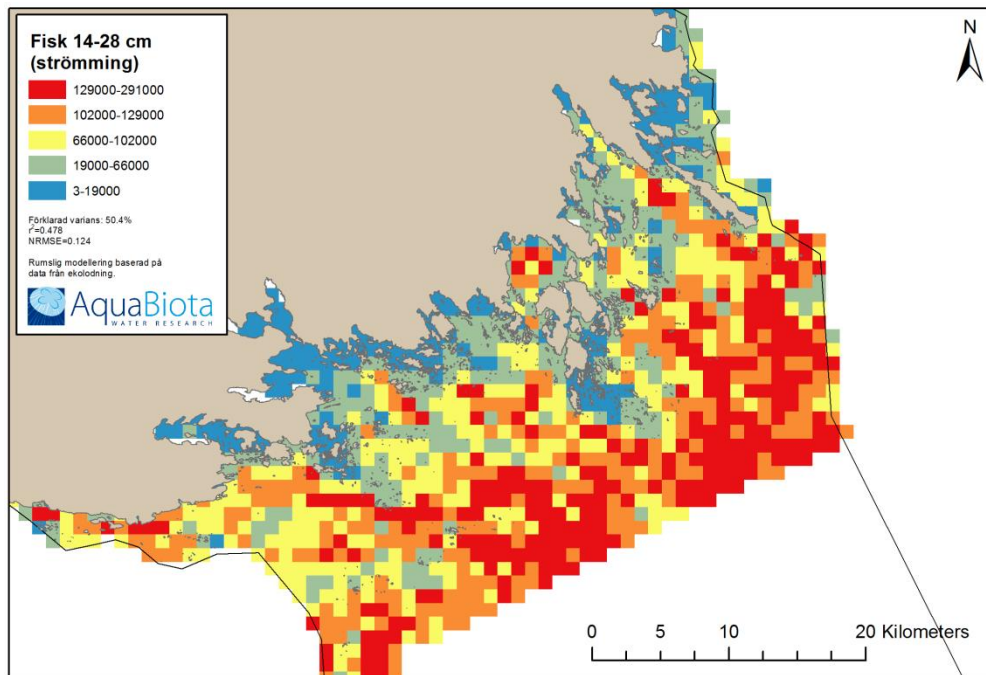 Fisk 14-28 cm
(strömming)
129000-291000
102000-129000
66000-102000
19000-66000
3-19000
Förklarad varians: 50.4%
r²=0.478
NRMSE=0.124
Rumslig modellering baserad på
data från ekolodning.
AquaBiota
WATER RESEARCH
N
0 5 10 20 Kilometers